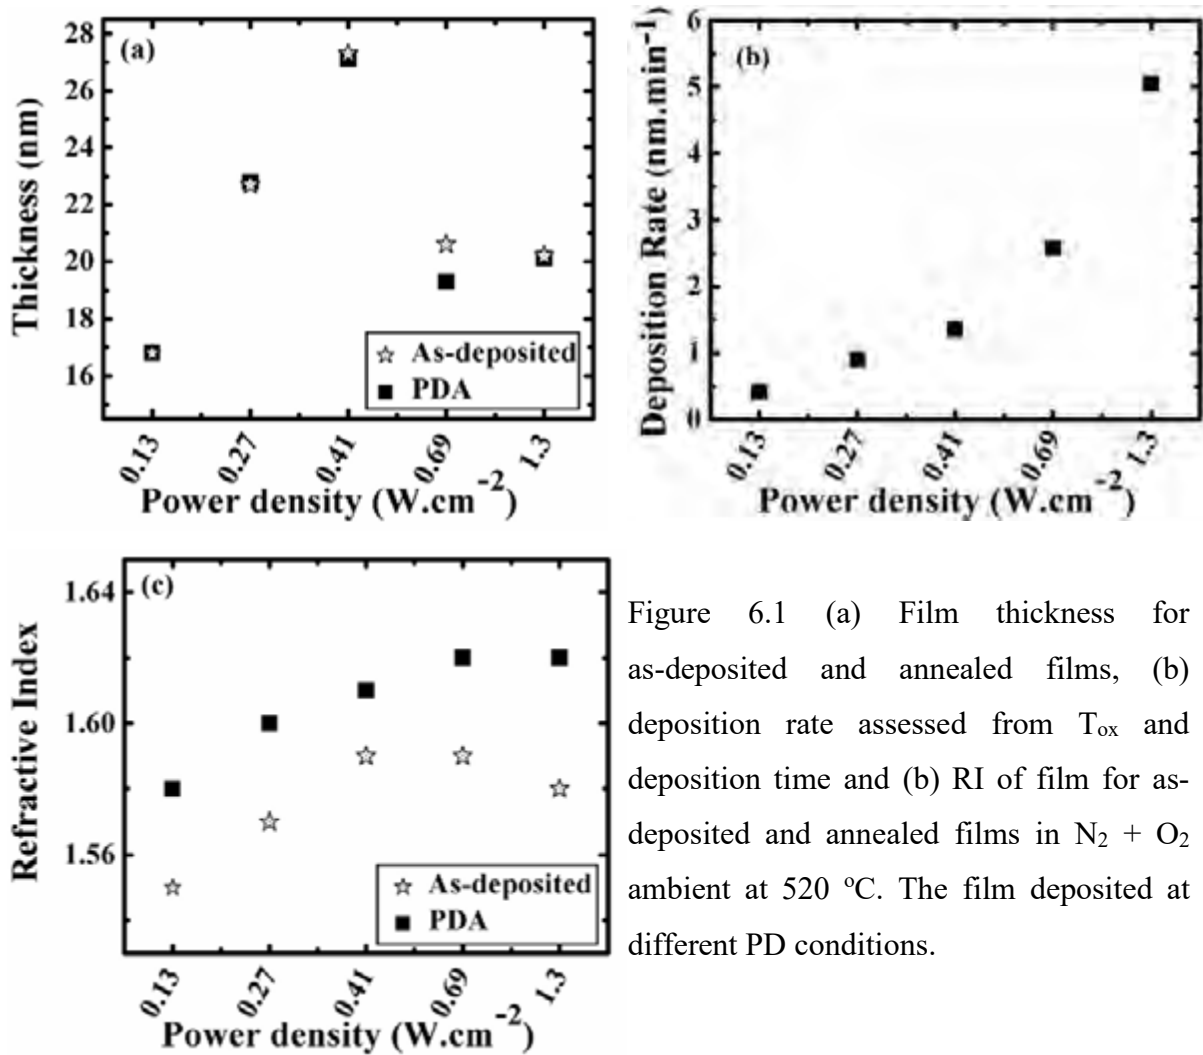 (a)
28
26
24
22
20
18
16
Thickness (nm)
As-deposited
PDA
0.13
0.27
0.41
0.69
1.3
Power density (W.cm⁻²)
(b)
6
5
4
3
2
1
0
Deposition Rate (nm.min⁻¹)
0.13
0.27
0.41
0.69
1.3
Power density (W.cm⁻²)
(c)
1.64
1.60
1.56
Refractive Index
As-deposited
PDA
0.13
0.27
0.41
0.69
1.3
Power density (W.cm⁻²)
Figure 6.1 (a) Film thickness for
as-deposited and annealed films, (b)
deposition rate assessed from Tₒₓ and
deposition time and (b) RI of film for as-
deposited and annealed films in N₂ + O₂
ambient at 520 ºC. The film deposited at
different PD conditions.